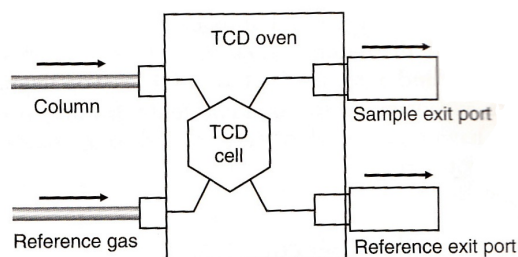 TCD oven
Column
Sample exit port
TCD
cell
Reference gas
Reference exit port